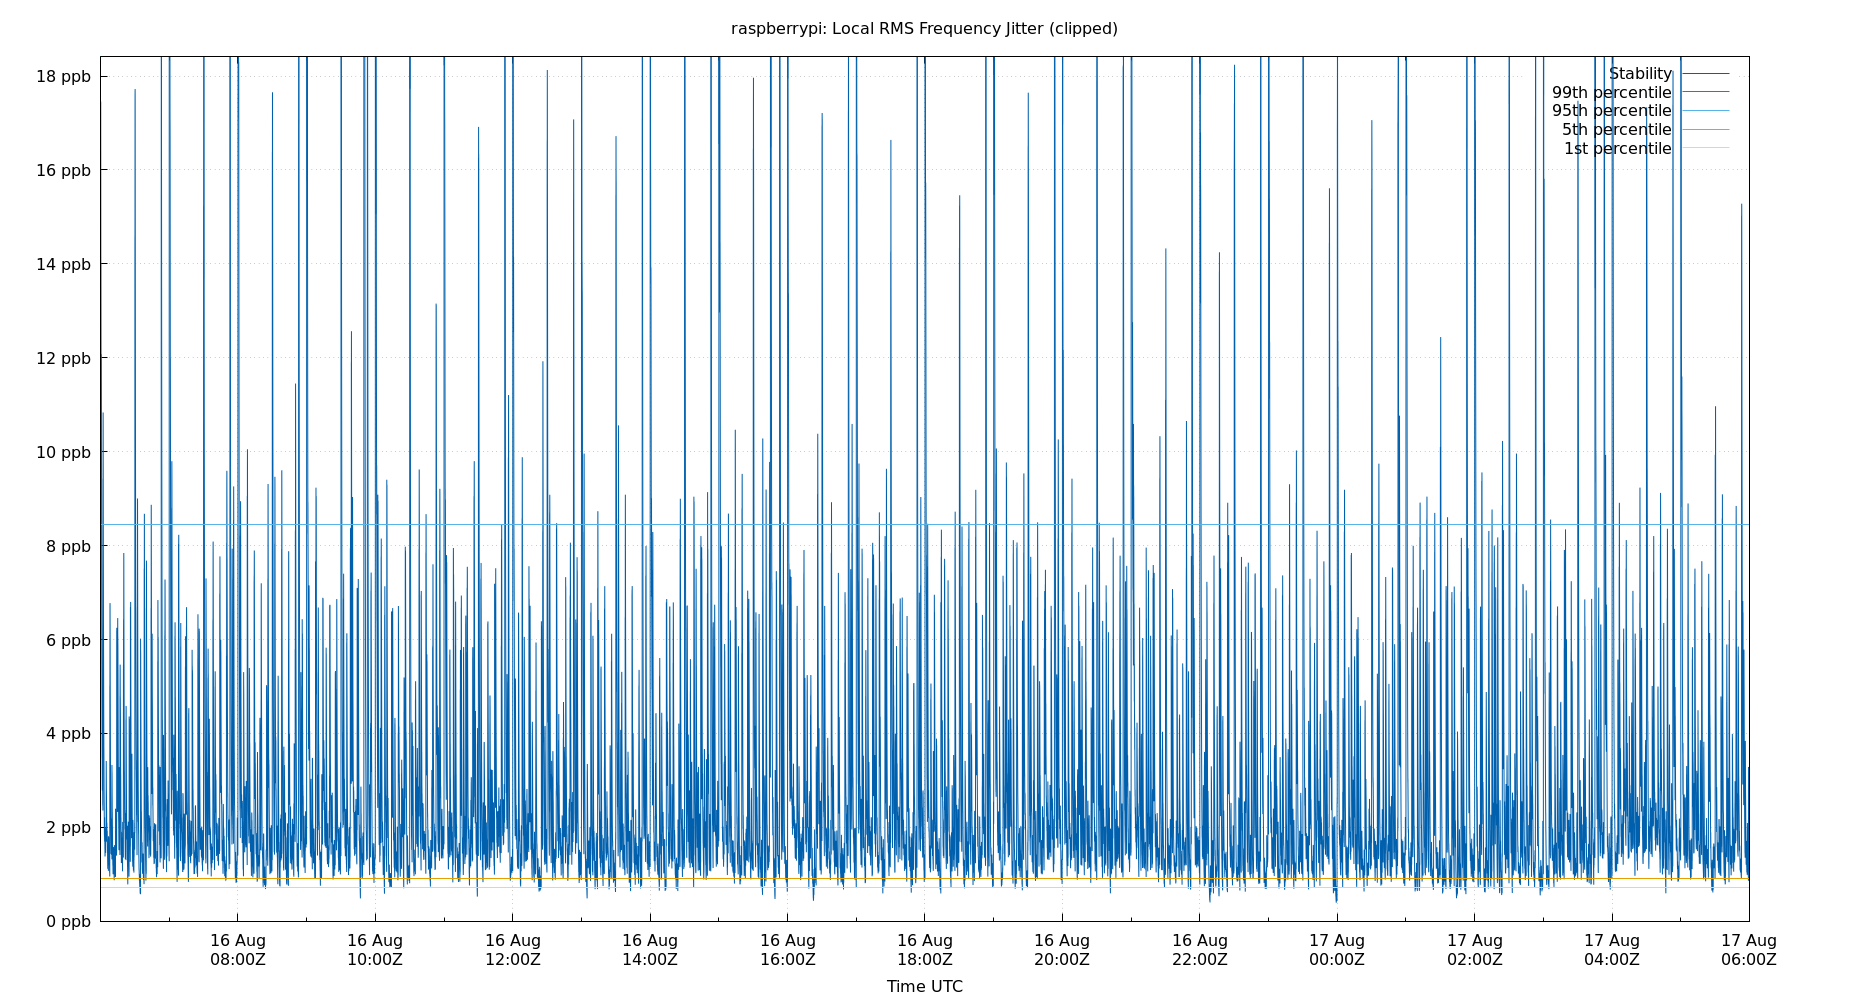 raspberrypi: Local RMS Frequency Jitter (clipped)
18 ppb
16 ppb
14 ppb
12 ppb
10 ppb
8 ppb
6 ppb
4 ppb
2 ppb
0 ppb
Stability
99th percentile
95th percentile
5th percentile
1st percentile
16 Aug
08:00Z
16 Aug
10:00Z
16 Aug
12:00Z
16 Aug
14:00Z
16 Aug
16:00Z
16 Aug
18:00Z
16 Aug
20:00Z
16 Aug
22:00Z
17 Aug
00:00Z
17 Aug
02:00Z
17 Aug
04:00Z
17 Aug
06:00Z
Time UTC